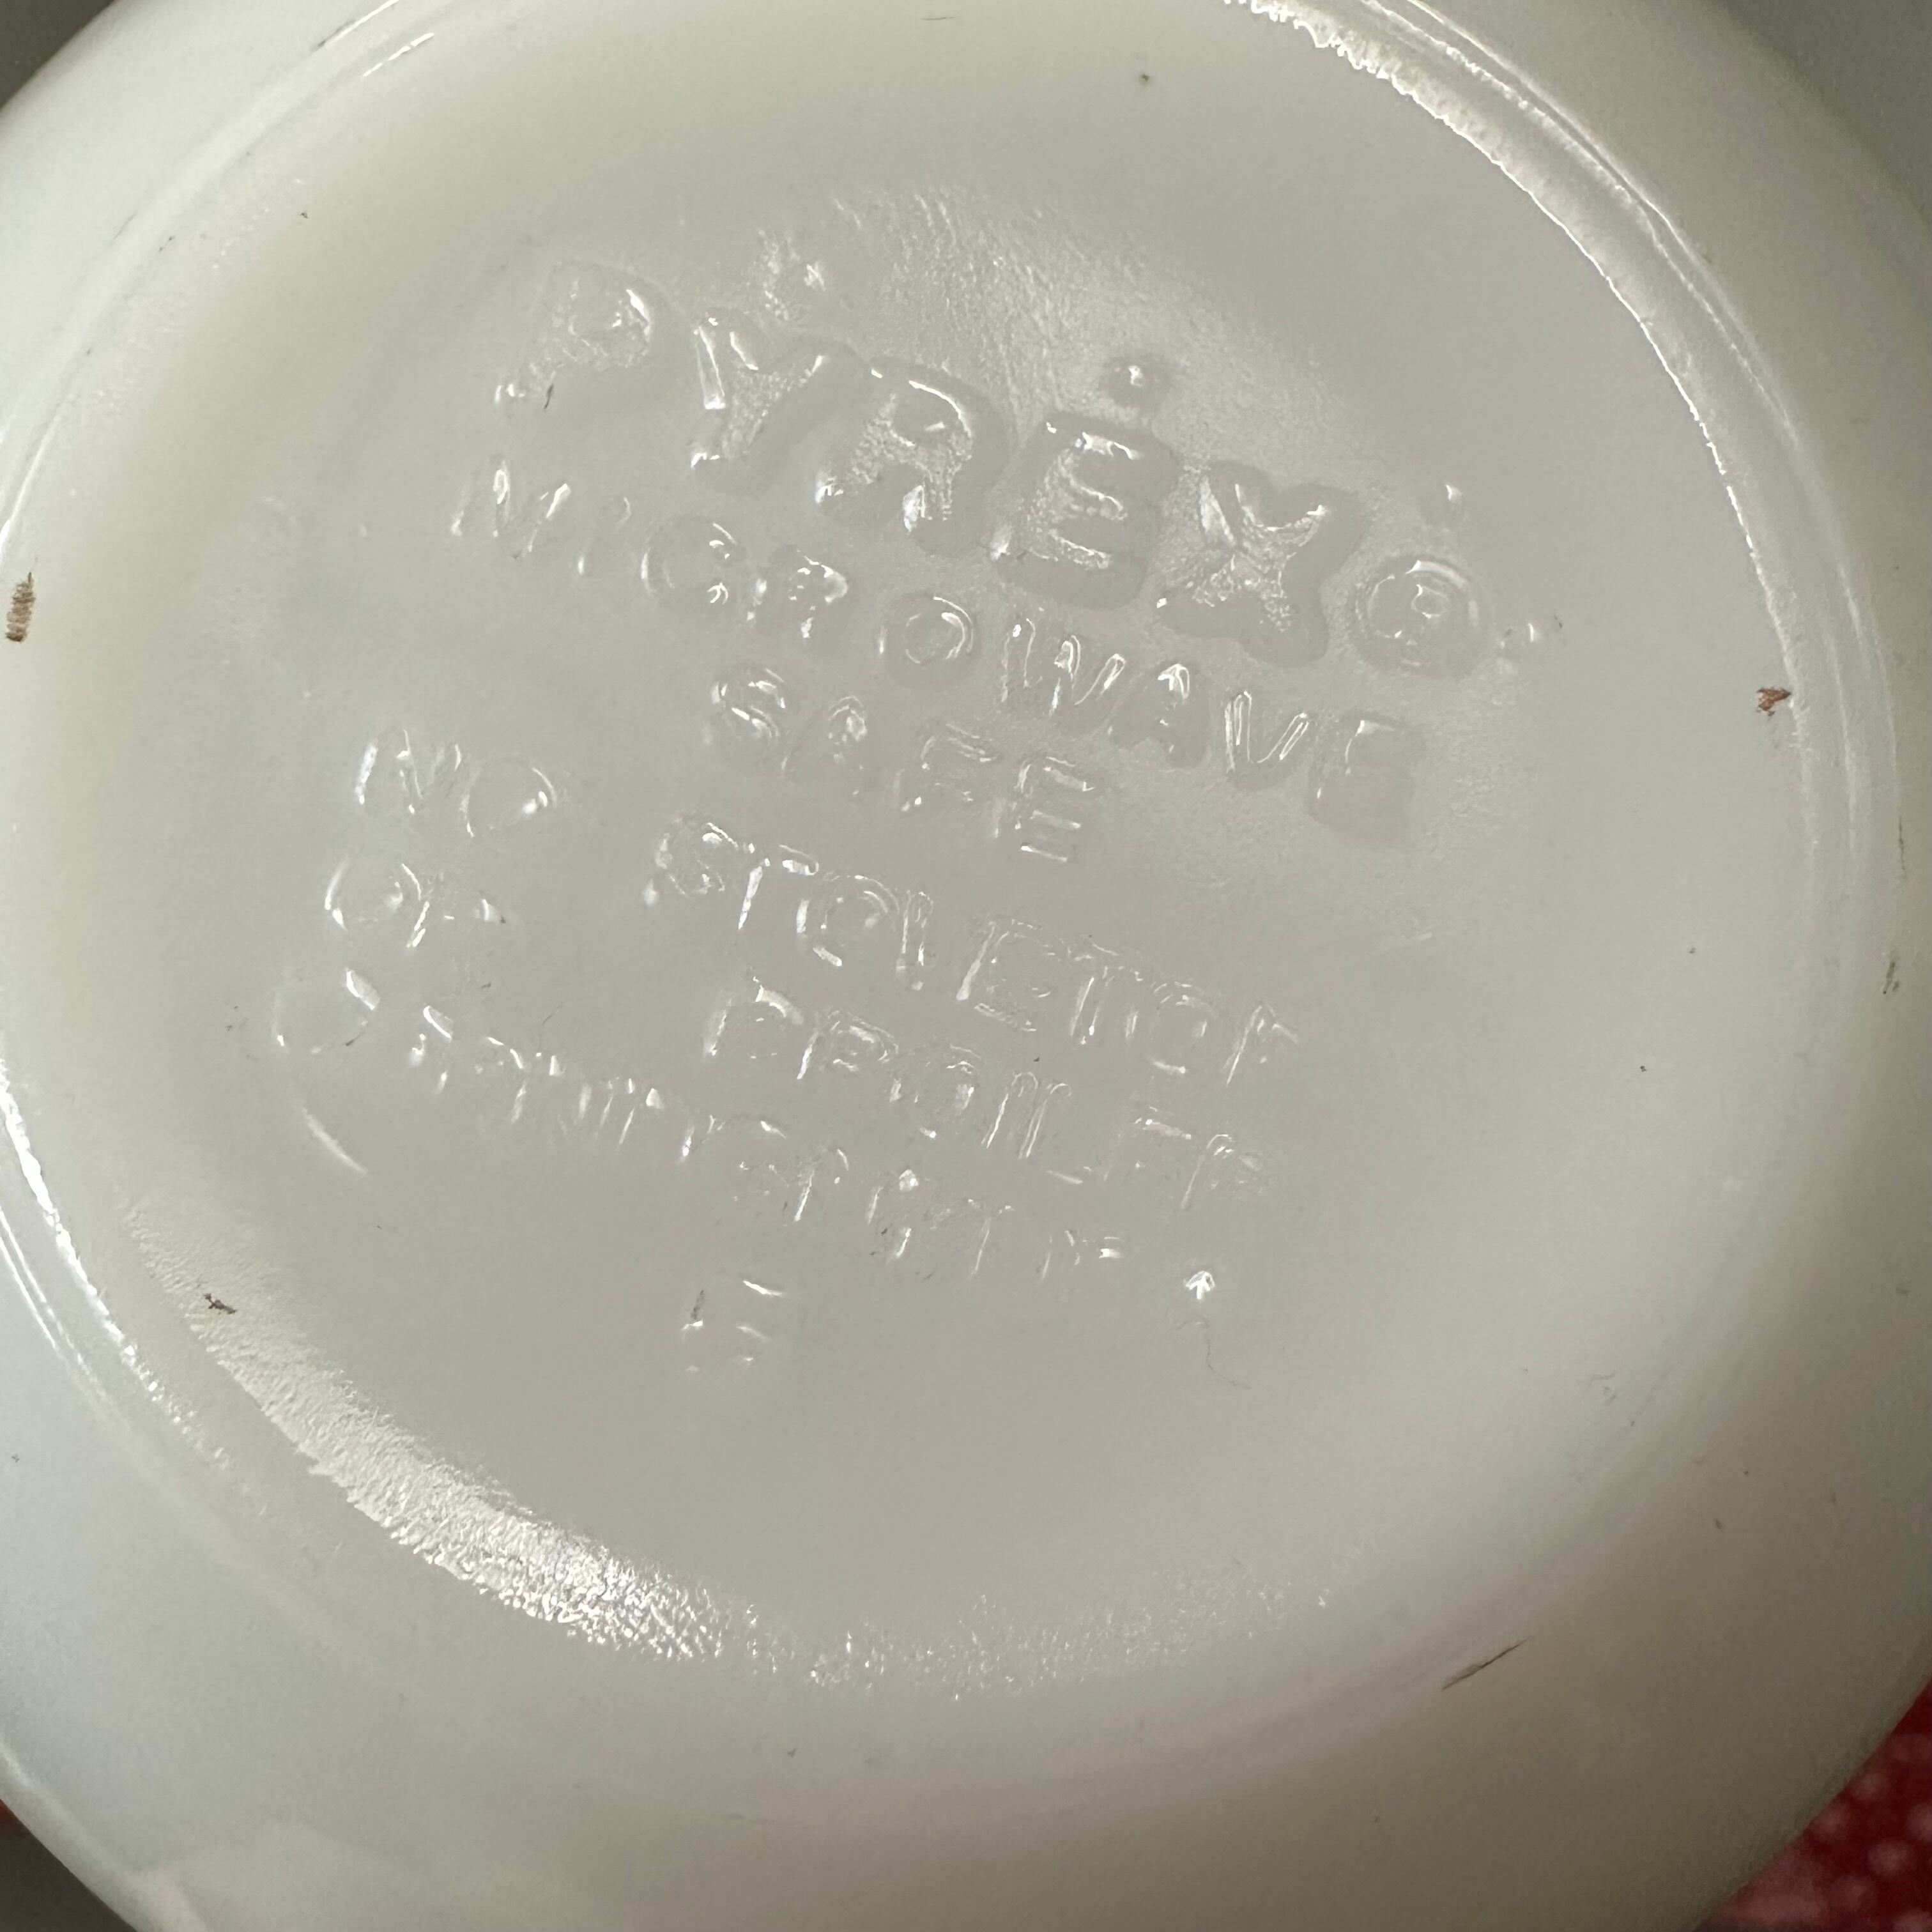 PYREX®
MICROWAVE
SAFE
NO STOVETOP
OR BROILER